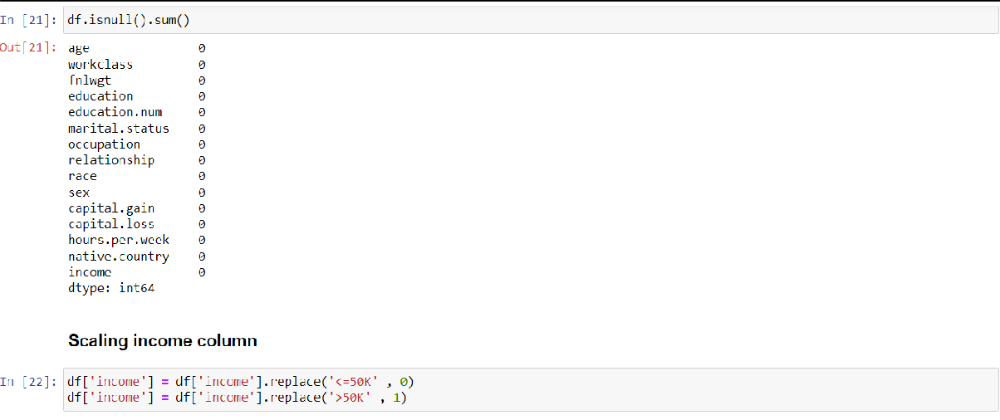 In [21]: df.isnull().sum()
Out[21]: age 0
workclass 0
fnlwgt 0
education 0
education.num 0
marital.status 0
occupation 0
relationship 0
race 0
sex 0
capital.gain 0
capital.loss 0
hours.per.week 0
native.country 0
income 0
dtype: int64
Scaling income column
In [22]: df['income'] = df['income'].replace('<=50K' , 0)
df['income'] = df['income'].replace('>50K' , 1)